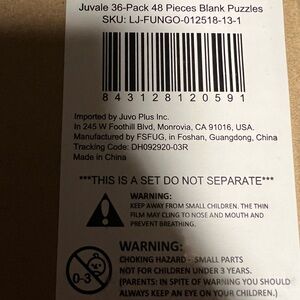 Juvale 36-Pack 48 Pieces Blank Puzzles
SKU: LJ-FUNGO-012518-13-1
843128120591
Imported by Juvo Plus Inc.
In 245 W Foothill Blvd, Monrovia, CA 91016, USA.
Manufactured by FSFUG, in Foshan, Guangdong, China
Tracking Code: DH092920-03R
Made in China
***THIS IS A SET DO NOT SEPARATE***
WARNING:
KEEP AWAY FROM SMALL CHILDREN. THE THIN
FILM MAY CLING TO NOSE AND MOUTH AND
PREVENT BREATHING.
0-3
WARNING:
CHOKING HAZARD - SMALL PARTS
NOT FOR CHILDREN UNDER 3 YEARS.
(PARENTS: IN SPITE OF WARNING YOU SHOULD
ALWAYS KEEP AN EYE ON YOUR CHILD.)